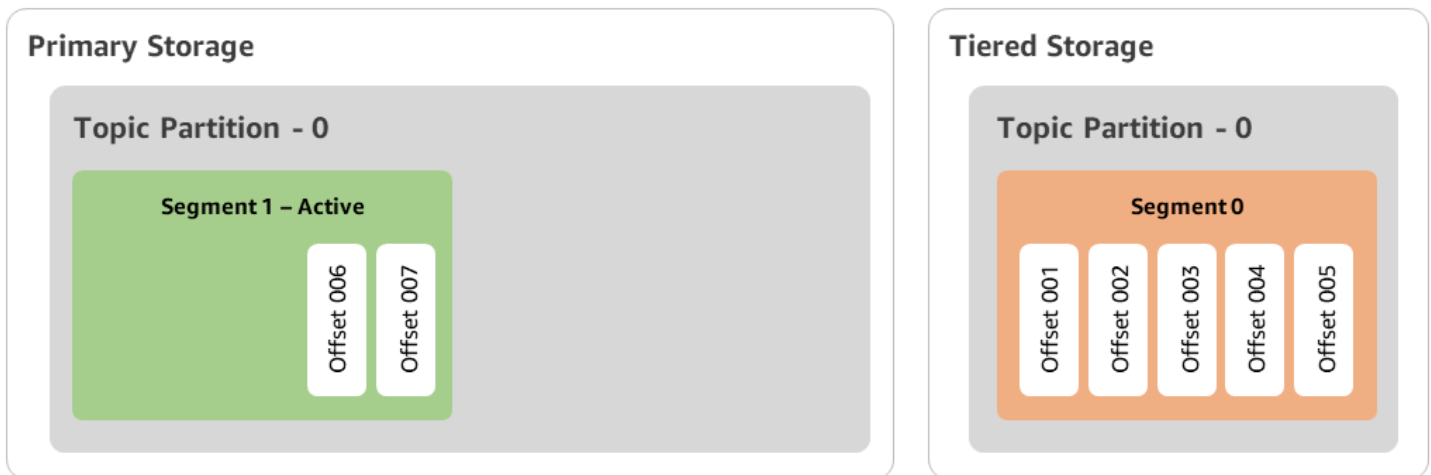 Primary Storage
Topic Partition - 0
Segment 1 – Active
Offset 006
Offset 007
Tiered Storage
Topic Partition - 0
Segment 0
Offset 001
Offset 002
Offset 003
Offset 004
Offset 005